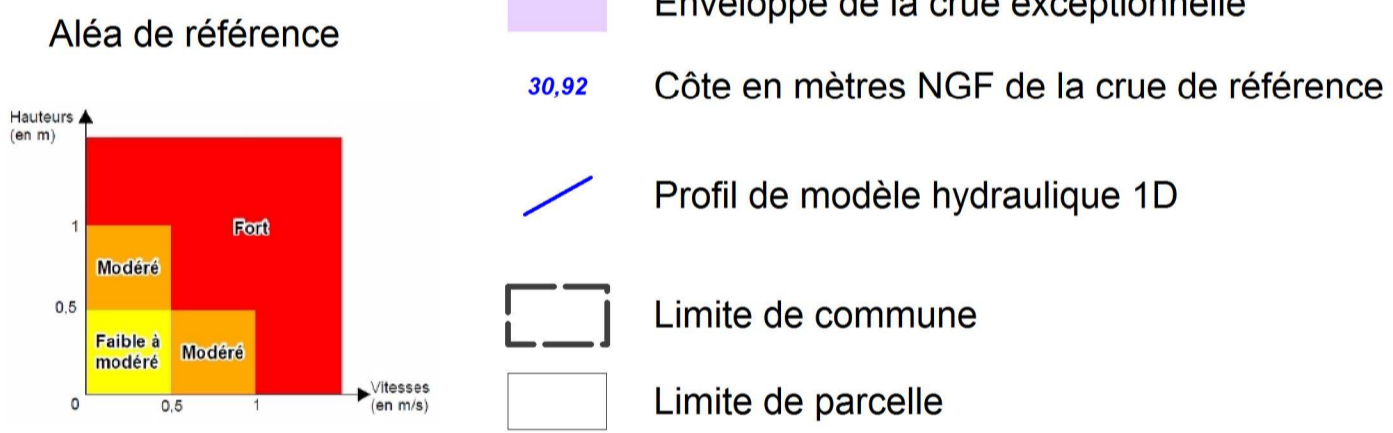 Enveloppe de la crue exceptionnelle
Aléa de référence
30,92 Côte en mètres NGF de la crue de référence
Hauteurs
(en m)
Profil de modèle hydraulique 1D
1
Fort
Modéré
0.5
Limite de commune
Faible à
modéré
Modéré
Vitesses
(en m/s)
0
0,5
1
Limite de parcelle